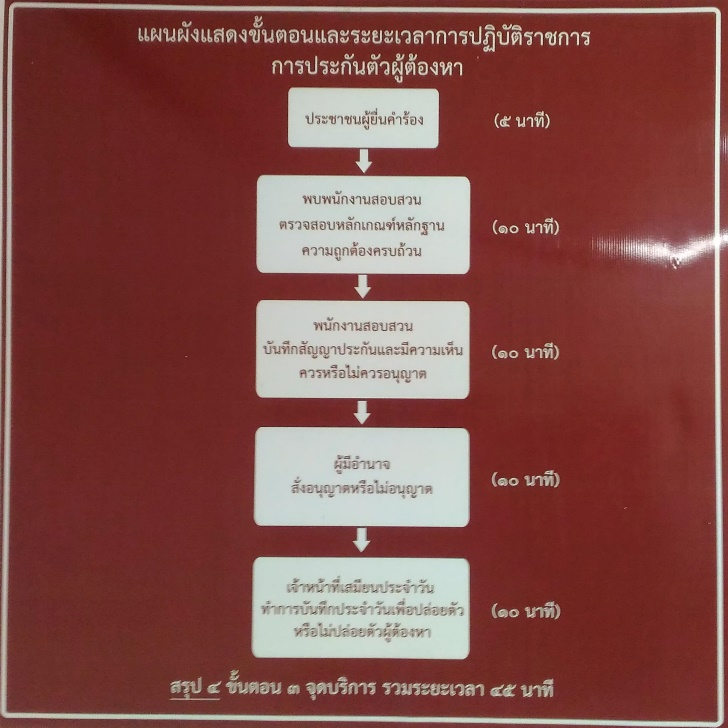 แผนผังแสดงขั้นตอนและระยะเวลาการปฏิบัติราชการ
การประกันตัวผู้ต้องหา
ประชาชนผู้ยื่นคำร้อง
(๕ นาที)
พบพนักงานสอบสวน
ตรวจสอบหลักเกณฑ์หลักฐาน
ความถูกต้องครบถ้วน
(๑๐ นาที)
พนักงานสอบสวน
บันทึกสัญญาประกันและมีความเห็น
ควรหรือไม่ควรอนุญาต
(๑๐ นาที)
ผู้มีอำนาจ
สั่งอนุญาตหรือไม่อนุญาต
(๑๐ นาที)
เจ้าหน้าที่เสมียนประจำวัน
ทำการบันทึกประจำวันเพื่อปล่อยตัว
หรือไม่ปล่อยตัวผู้ต้องหา
(๑๐ นาที)
สรุป ๔ ขั้นตอน ๓ จุดบริการ รวมระยะเวลา ๔๕ นาที